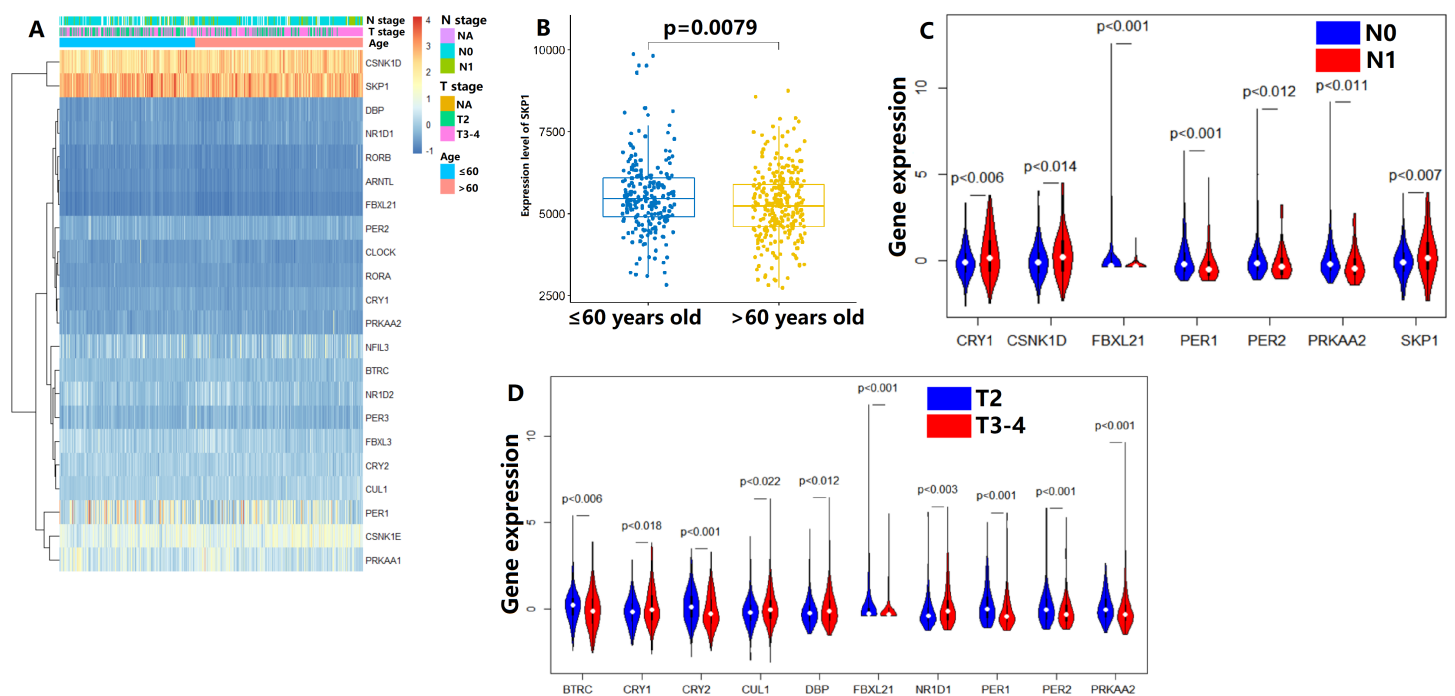 A
N stage
T stage
Age
CSNK1D
SKP1
DBP
NR1D1
RORB
ARNTL
FBXL21
PER2
CLOCK
RORA
CRY1
PRKAA2
NFIL3
BTRC
NR1D2
PER3
FBXL3
CRY2
CUL1
PER1
CSNK1E
PRKAA1
4
3
2
1
0
-1
N stage
NA
N0
N1
T stage
NA
T2
T3-4
Age
≤60
>60
B
p=0.0079
Expression level of SKP1
10000
7500
5000
2500
≤60 years old
>60 years old
C
N0
N1
Gene expression
10
5
0
p<0.006
p<0.014
p<0.001
p<0.001
p<0.012
p<0.011
p<0.007
CRY1
CSNK1D
FBXL21
PER1
PER2
PRKAA2
SKP1
D
T2
T3-4
Gene expression
10
5
0
p<0.006
p<0.018
p<0.001
p<0.022
p<0.012
p<0.001
p<0.003
p<0.001
p<0.001
p<0.001
BTRC
CRY1
CRY2
CUL1
DBP
FBXL21
NR1D1
PER1
PER2
PRKAA2